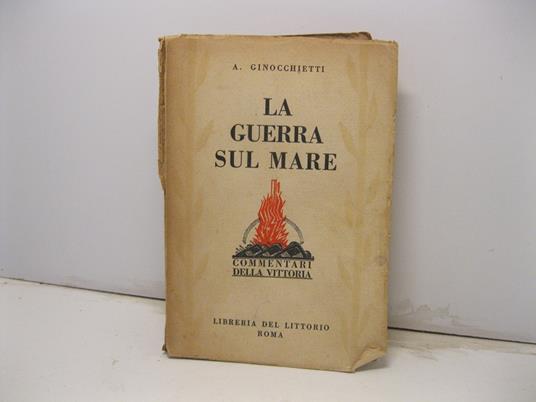 A. GINOCCHIETTI
LA
GUERRA
SUL MARE
COMMENTARI
DELLA VITTORIA
LIBRERIA DEL LITTORIO
ROMA